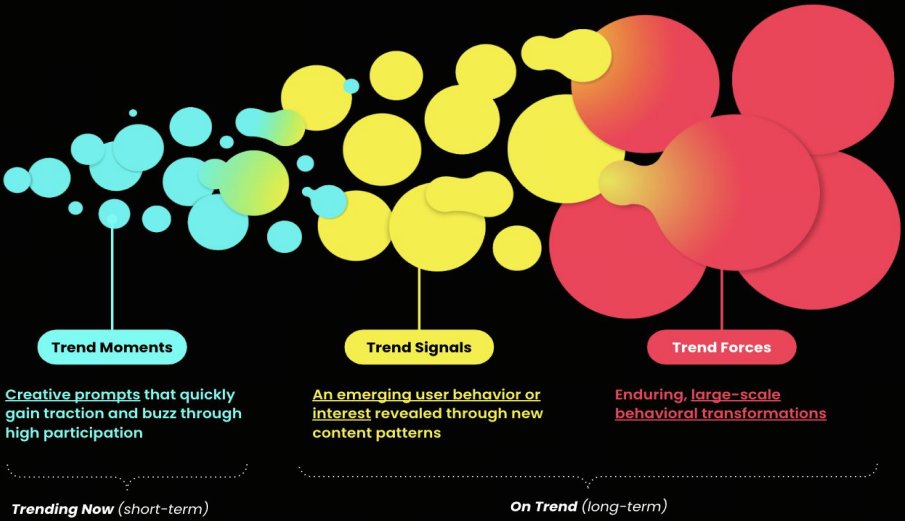 Trend Moments
Trend Signals
Trend Forces
Creative prompts that quickly
gain traction and buzz through
high participation
An emerging user behavior or
interest revealed through new
content patterns
Enduring, large-scale
behavioral transformations
Trending Now (short-term)
On Trend (long-term)